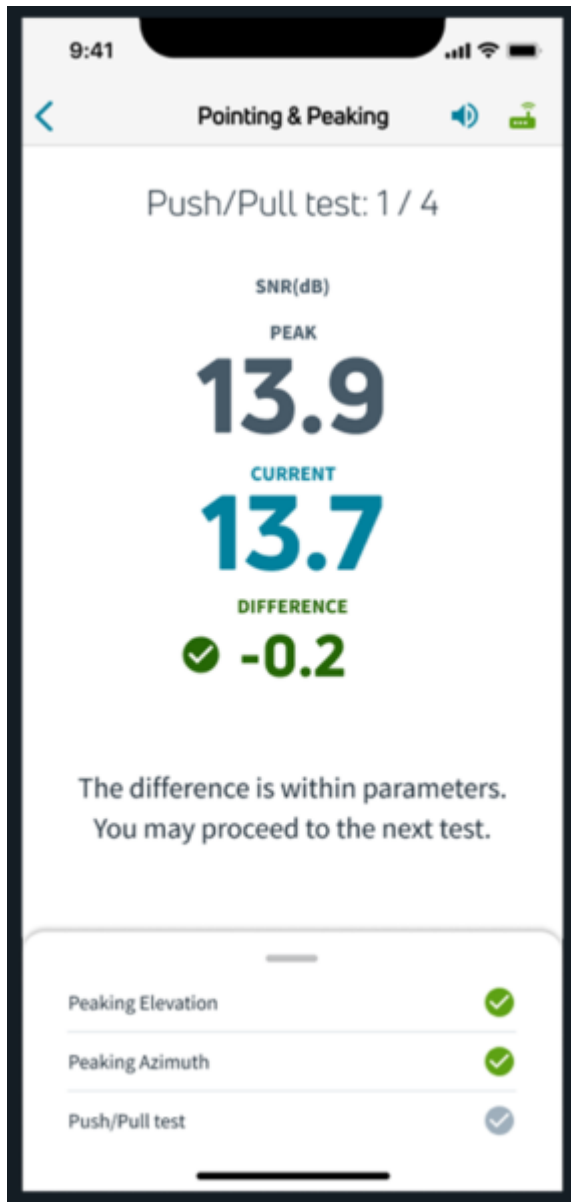 9:41
Pointing & Peaking
Push/Pull test: 1 / 4
SNR(dB)
PEAK
13.9
CURRENT
13.7
DIFFERENCE
-0.2
The difference is within parameters.
You may proceed to the next test.
Peaking Elevation
Peaking Azimuth
Push/Pull test